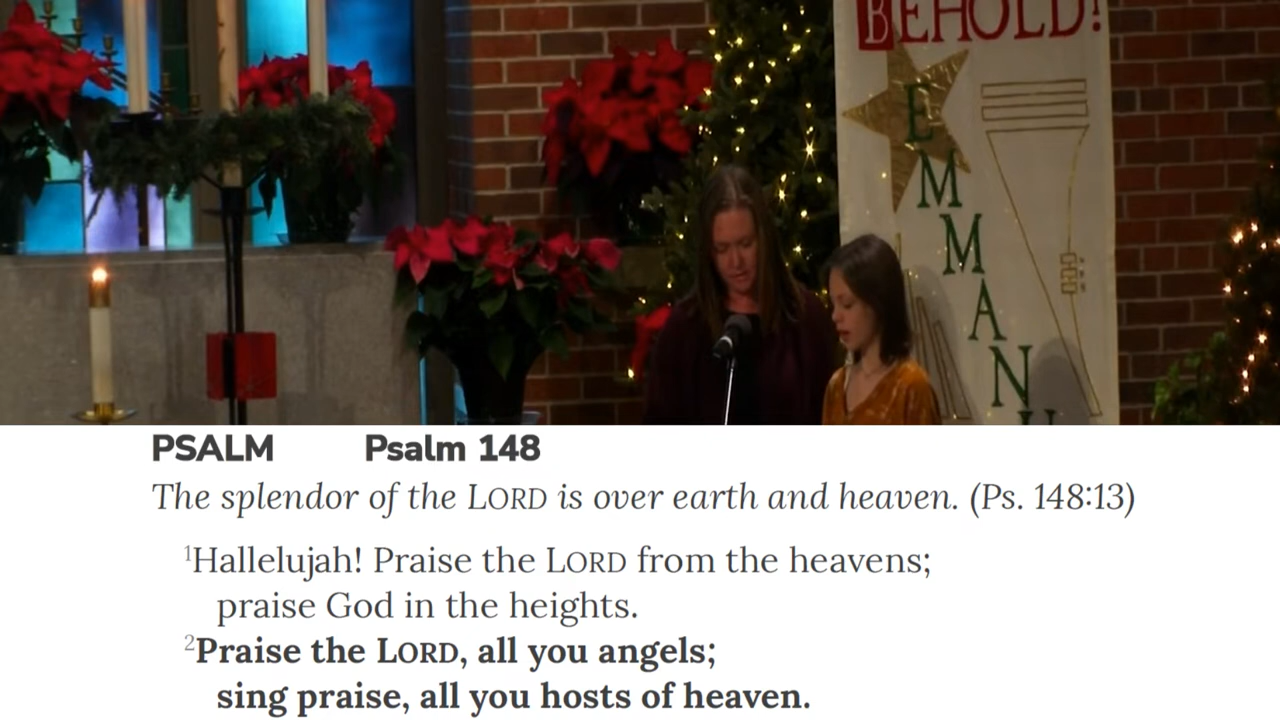 BEHOLD!
E
M
M
A
N
PSALM Psalm 148
The splendor of the LORD is over earth and heaven. (Ps. 148:13)
1Hallelujah! Praise the LORD from the heavens;
praise God in the heights.
2Praise the LORD, all you angels;
sing praise, all you hosts of heaven.